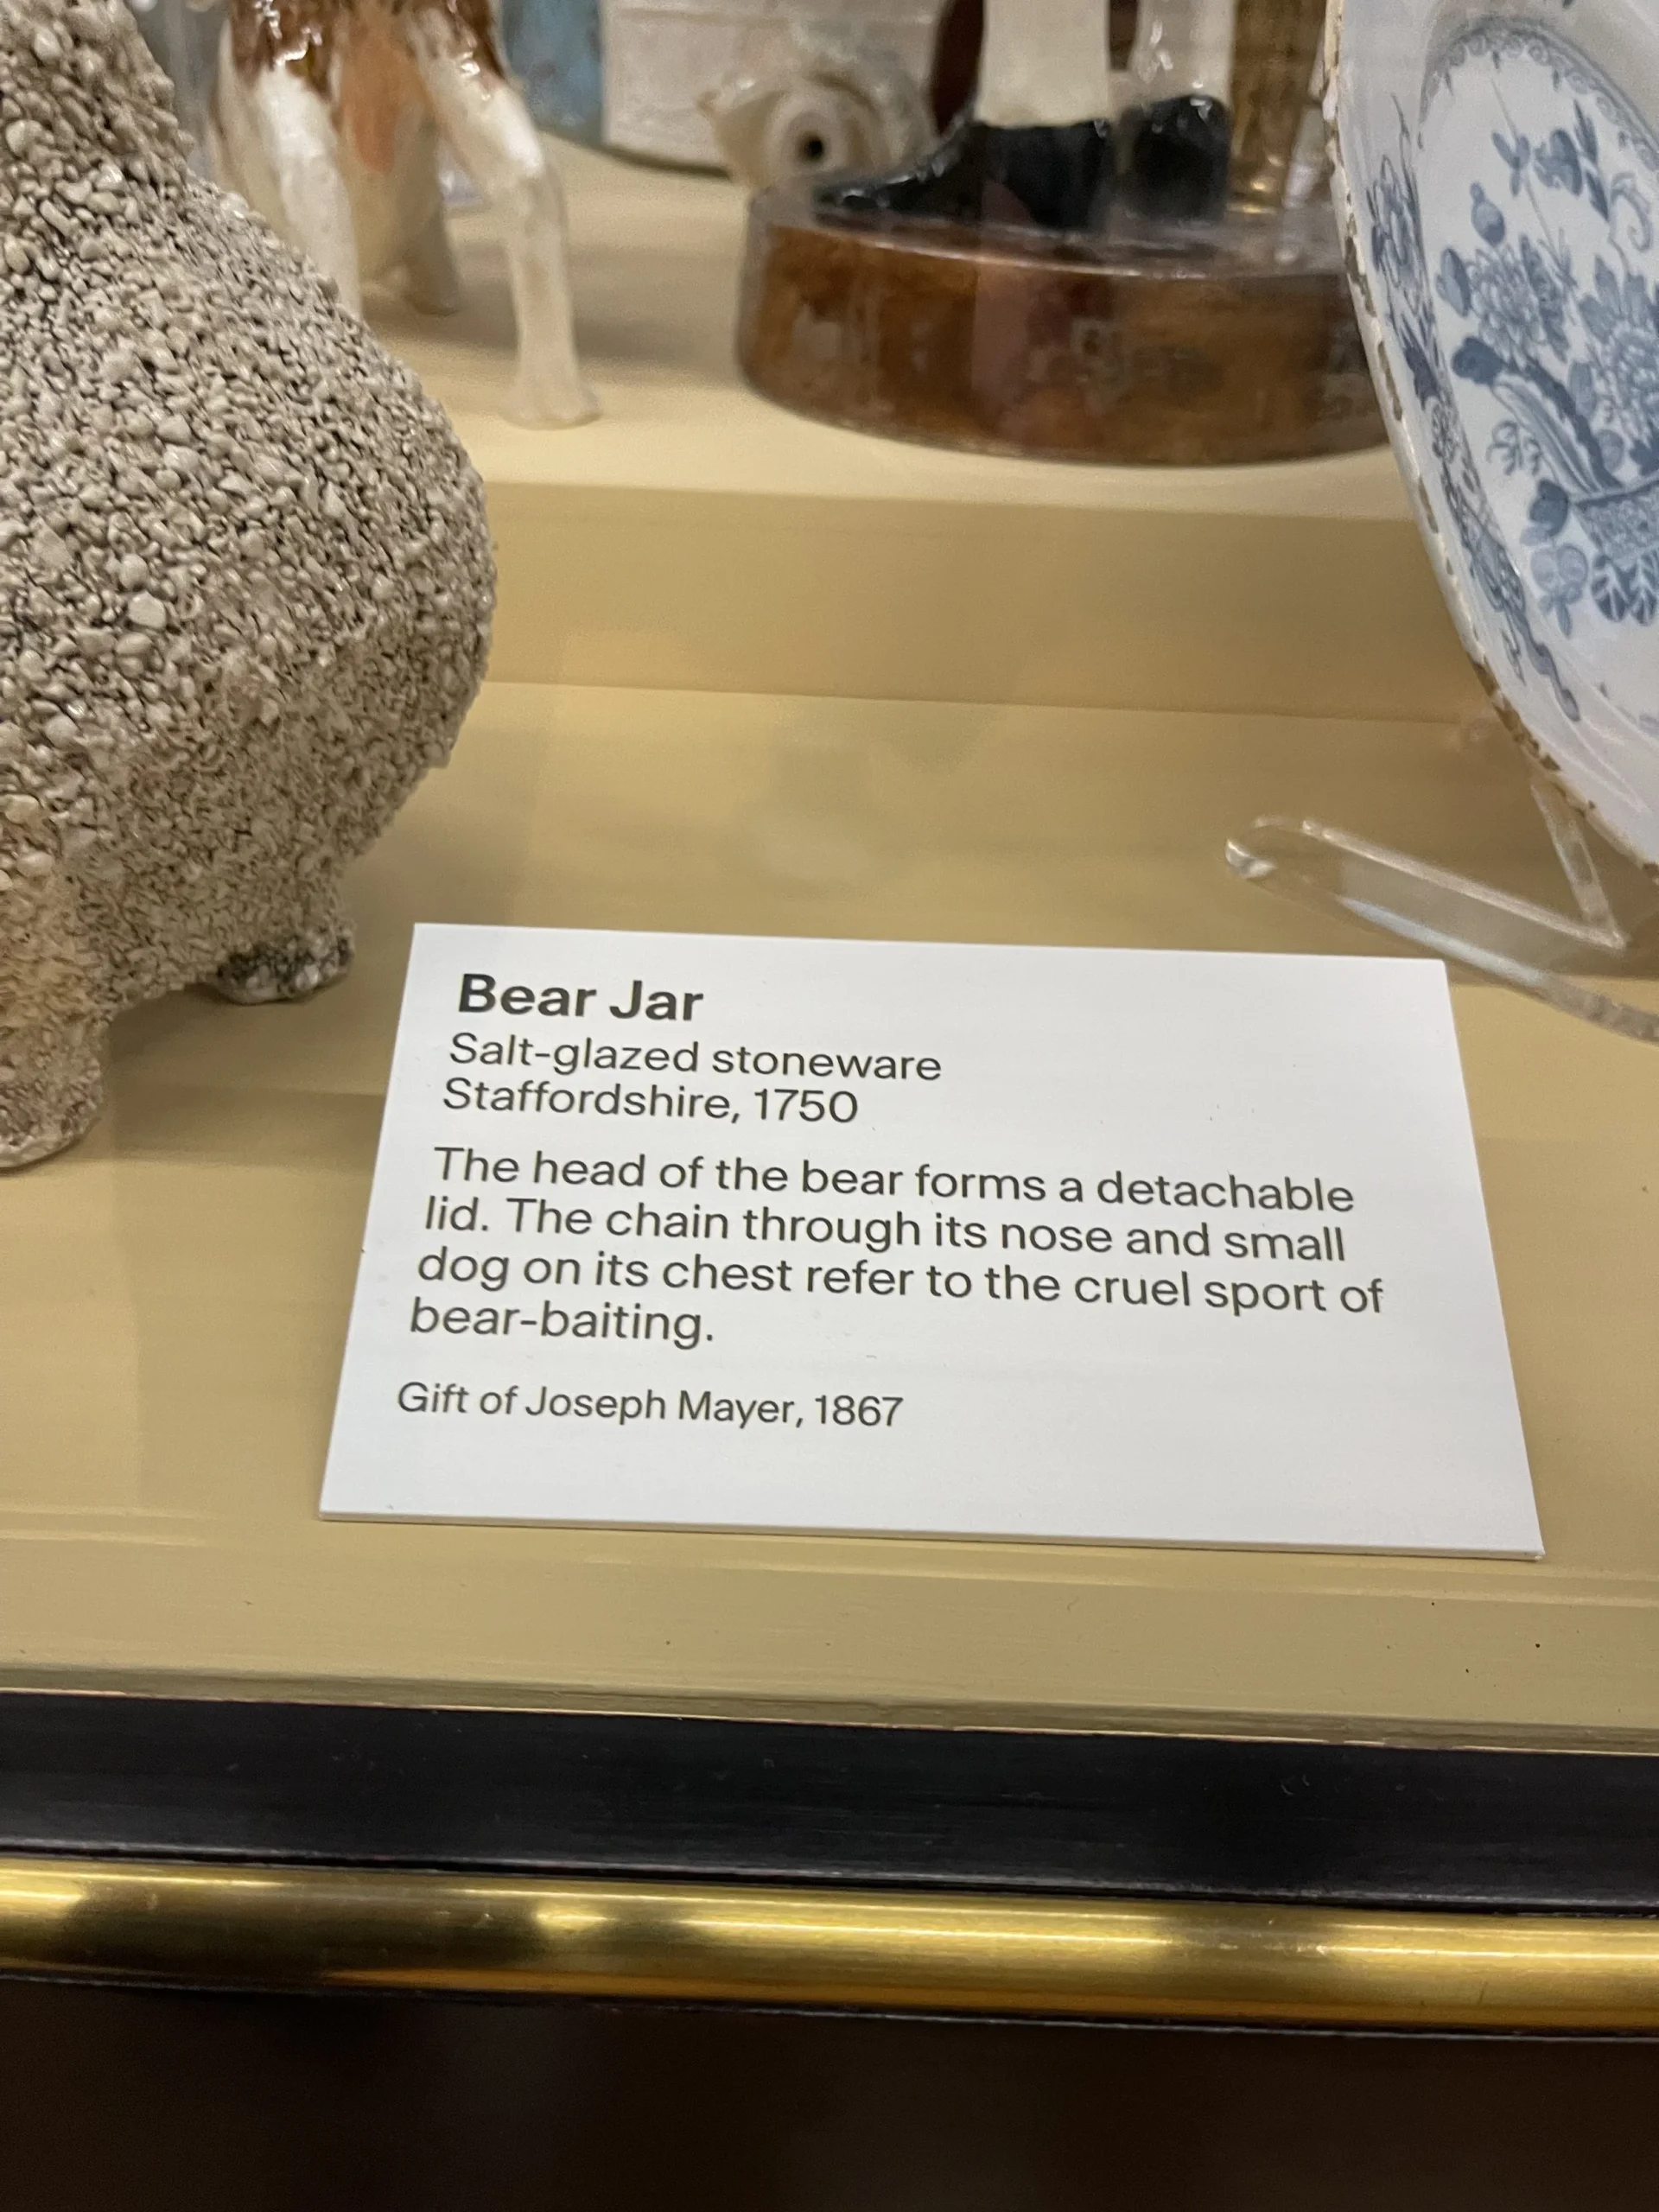 Bear Jar
Salt-glazed stoneware
Staffordshire, 1750
The head of the bear forms a detachable
lid. The chain through its nose and small
dog on its chest refer to the cruel sport of
bear-baiting.
Gift of Joseph Mayer, 1867